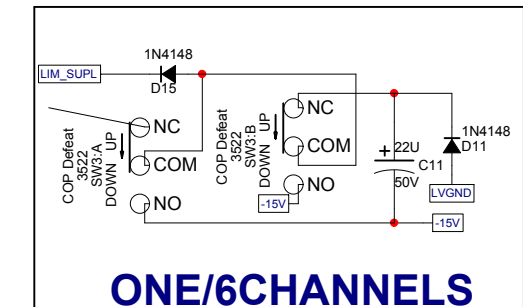 1N4148
LIM_SUPL
D15
NC
COM
NO
COP Defeat
3522
SW3:A
DOWN UP
NC
COM
NO
COP Defeat
3522
SW3:B
DOWN UP
-15V
+
22U
C11
50V
1N4148
D11
LVGND
-15V
ONE/6CHANNELS